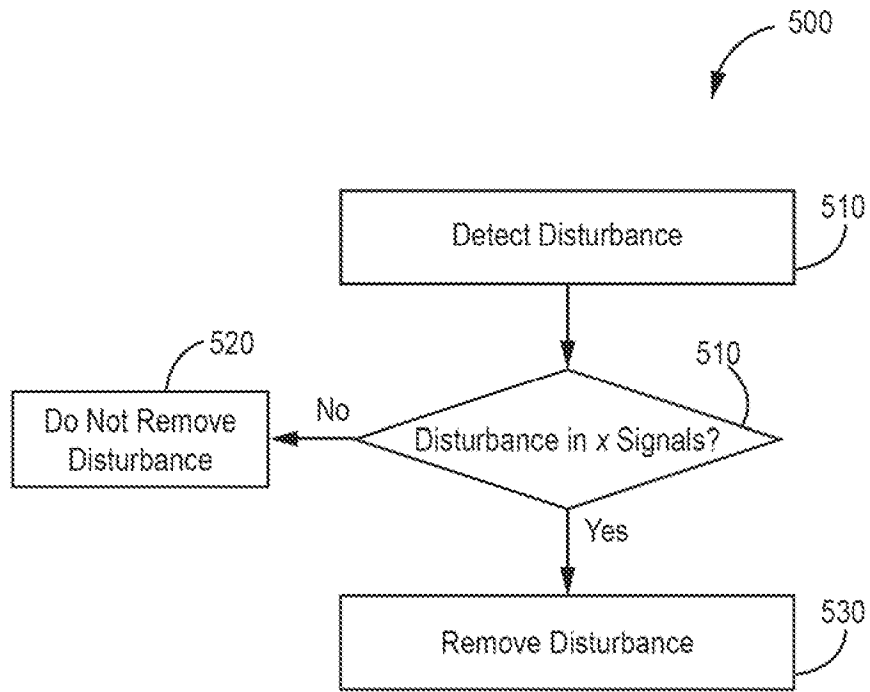 500
510
Detect Disturbance
520
510
Do Not Remove
Disturbance
No
Disturbance in x Signals?
Yes
530
Remove Disturbance